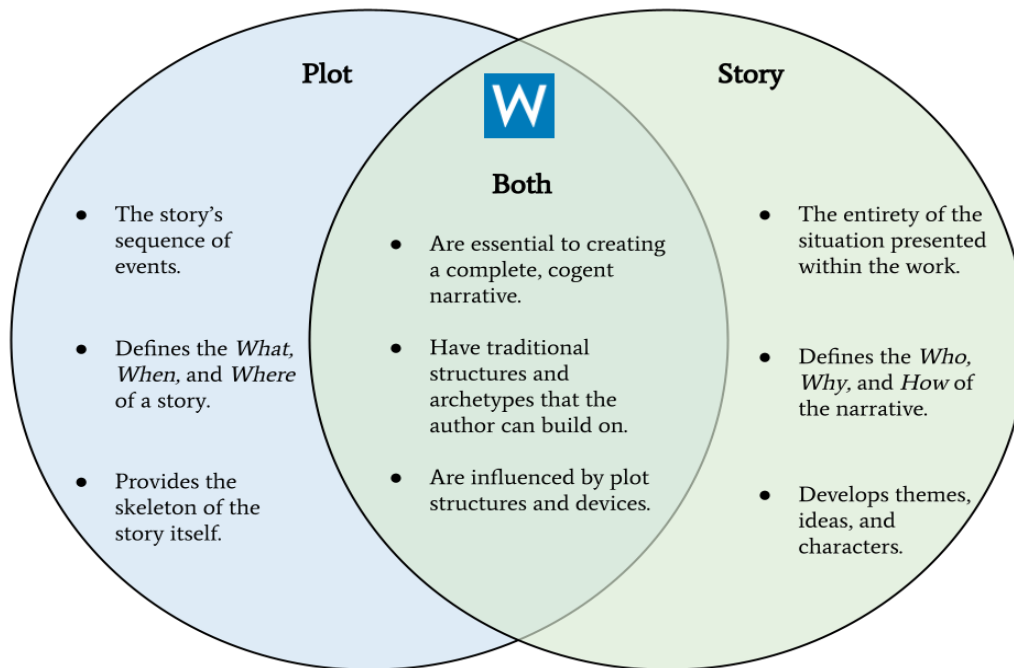 Plot
● The story's
sequence of
events.
● Defines the What,
When, and Where
of a story.
● Provides the
skeleton of the
story itself.
W
Both
● Are essential to creating
a complete, cogent
narrative.
● Have traditional
structures and
archetypes that the
author can build on.
● Are influenced by plot
structures and devices.
Story
● The entirety of the
situation presented
within the work.
● Defines the Who,
Why, and How of
the narrative.
● Develops themes,
ideas, and
characters.